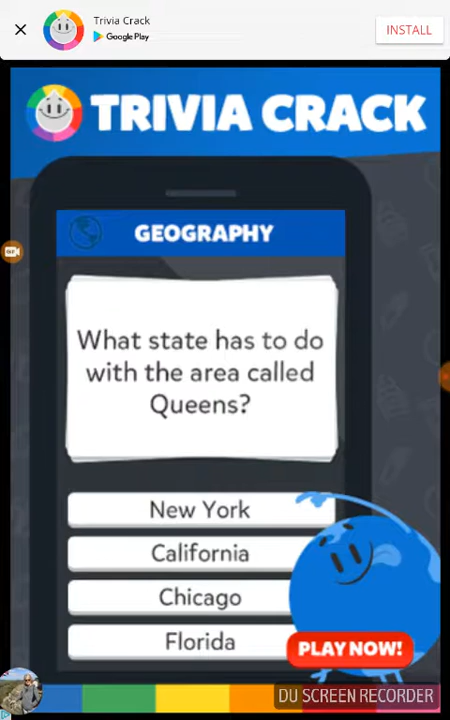 Trivia Crack
Google Play
INSTALL
TRIVIA CRACK
GEOGRAPHY
What state has to do
with the area called
Queens?
New York
California
Chicago
Florida
PLAY NOW!
DU SCREEN RECORDER